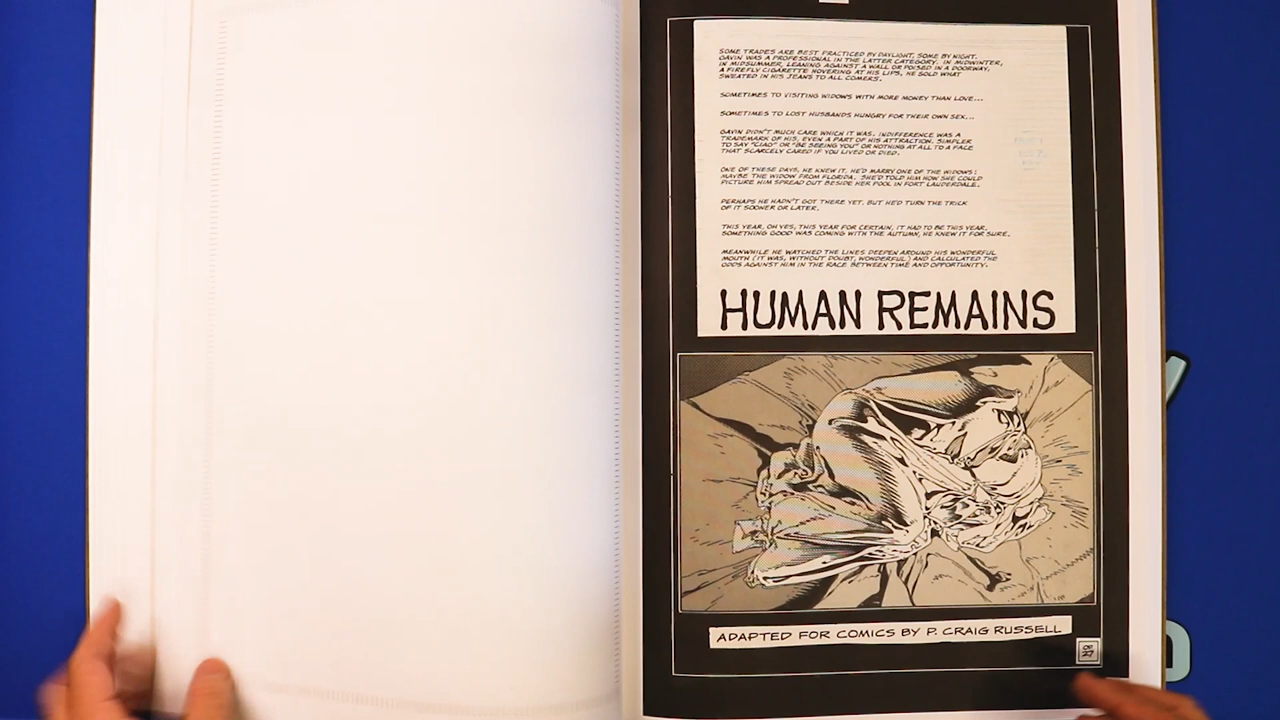 SOME TRADES ARE BEST PRACTICED BY DAYLIGHT, SOME BY NIGHT.
GAVIN WAS A PROFESSIONAL IN THE LATTER CATEGORY. IN MIDWINTER,
IN MIDSUMMER, LEANING AGAINST A WALL OR POISED IN A DOORWAY,
A FIREFLY CIGARETTE HOVERING AT HIS LIPS, HE SOLD WHAT
SWEATED IN HIS JEANS TO ALL COMERS.
SOMETIMES TO VISITING WIDOWS WITH MORE MONEY THAN LOVE...
SOMETIMES TO LOST HUSBANDS HUNGRY FOR THEIR OWN SEX...
GAVIN DIDN'T MUCH CARE WHICH IT WAS. INDIFFERENCE WAS A
TRADEMARK OF HIS, EVEN A PART OF HIS ATTRACTION. SIMPLER
TO SAY "CIAO" OR "BE SEEING YOU" OR NOTHING AT ALL TO A FACE
THAT SCARCELY CARED IF YOU LIVED OR DIED.
ONE OF THESE DAYS, HE KNEW IT, HE'D MARRY ONE OF THE WIDOWS;
MAYBE THE WIDOW FROM FLORIDA. SHE'D TOLD HIM HOW SHE COULD
PICTURE HIM SPREAD OUT BESIDE HER POOL IN FORT LAUDERDALE.
PERHAPS HE HADN'T GOT THERE YET, BUT HE'D TURN THE TRICK
OF IT SOONER OR LATER.
THIS YEAR, OH YES, THIS YEAR FOR CERTAIN, IT HAD TO BE THIS YEAR.
SOMETHING GOOD WAS COMING WITH THE AUTUMN, HE KNEW IT FOR SURE.
MEANWHILE HE WATCHED THE LINES DEEPEN AROUND HIS WONDERFUL
MOUTH (IT WAS, WITHOUT DOUBT, WONDERFUL) AND CALCULATED THE
ODDS AGAINST HIM IN THE RACE BETWEEN TIME AND OPPORTUNITY.
HUMAN REMAINS
ADAPTED FOR COMICS BY P. CRAIG RUSSELL